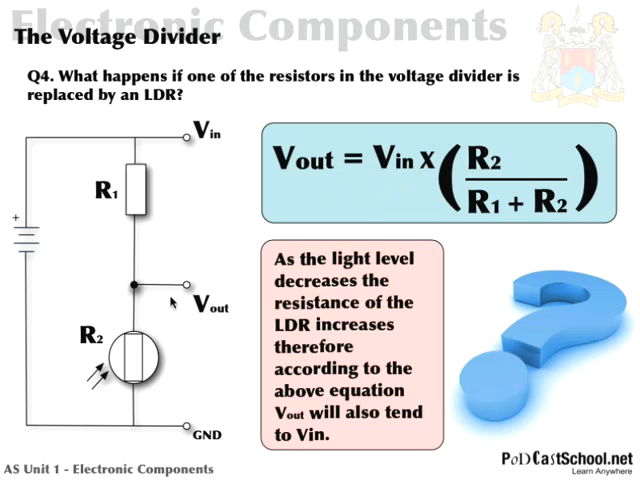 Electronic Components
The Voltage Divider
Q4. What happens if one of the resistors in the voltage divider is
replaced by an LDR?
Vin
R1
+
Vout
R2
GND
Vout = Vin x ( R2
R1 + R2 )
As the light level
decreases the
resistance of the
LDR increases
therefore
according to the
above equation
Vout will also tend
to Vin.
AS Unit 1 - Electronic Components
PoDCastSchool.net
Learn Anywhere